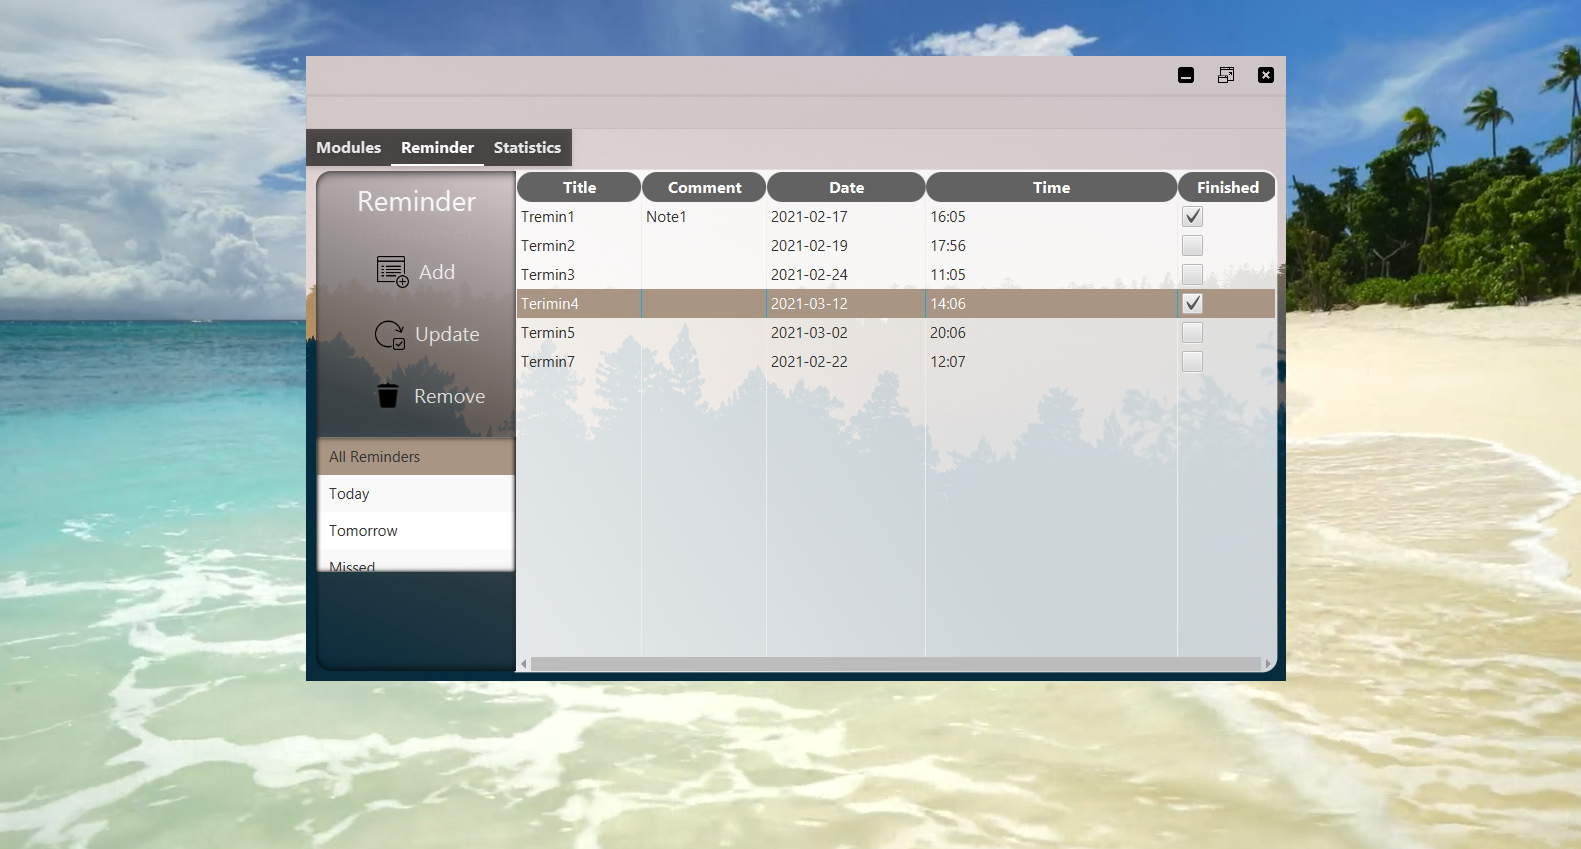 Modules Reminder Statistics
Reminder
Add
Update
Remove
All Reminders
Today
Tomorrow
Missed
Title Comment Date Time Finished
Tremin1 Note1 2021-02-17 16:05
Termin2 2021-02-19 17:56
Termin3 2021-02-24 11:05
Terimin4 2021-03-12 14:06
Termin5 2021-03-02 20:06
Termin7 2021-02-22 12:07